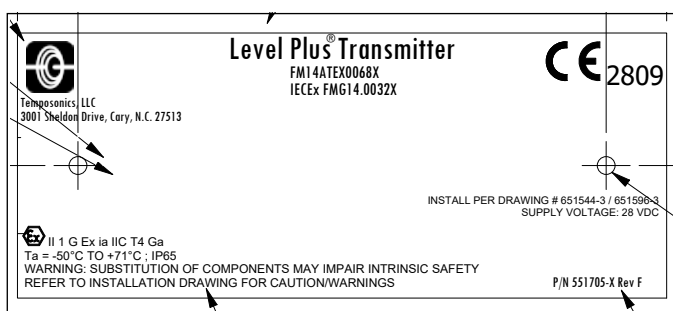 Level Plus® Transmitter
FM14ATEX0068X
IECEx FMG14.0032X
CE 2809
Temposonics, LLC
3001 Sheldon Drive, Cary, N.C. 27513
INSTALL PER DRAWING # 651544-3 / 651596-3
SUPPLY VOLTAGE: 28 VDC
Ex II 1 G Ex ia IIC T4 Ga
Ta = -50°C TO +71°C ; IP65
WARNING: SUBSTITUTION OF COMPONENTS MAY IMPAIR INTRINSIC SAFETY
REFER TO INSTALLATION DRAWING FOR CAUTION/WARNINGS
P/N 551705-X Rev F